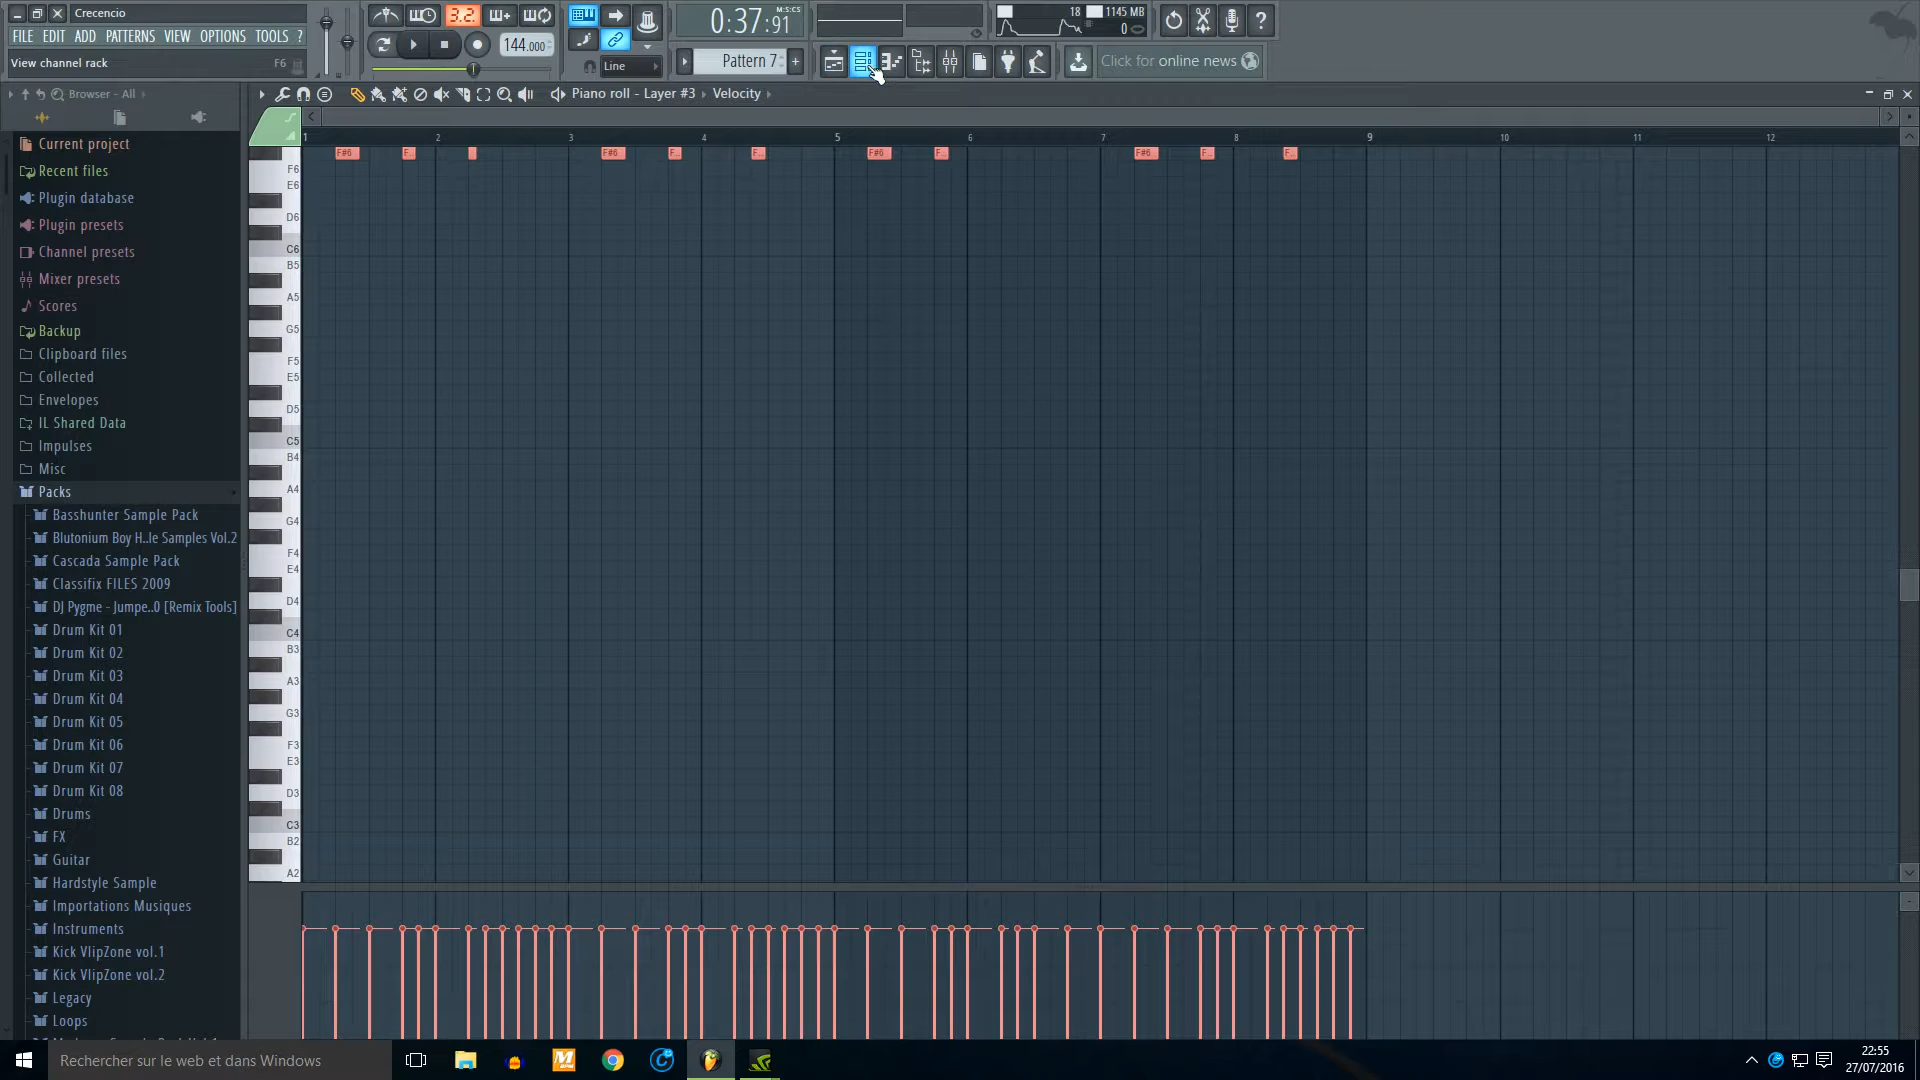 Crecencio
FILE EDIT ADD PATTERNS VIEW OPTIONS TOOLS ?
View channel rack F6
3.2.
144.000
Line
0:37:91
M:S:CS
Pattern 7
+
18
1145 MB
0
?
Click for online news
Browser - All
Piano roll - Layer #3 Velocity
Current project
Recent files
Plugin database
Plugin presets
Channel presets
Mixer presets
Scores
Backup
Clipboard files
Collected
Envelopes
IL Shared Data
Impulses
Misc
Packs
Basshunter Sample Pack
Blutonium Boy H..le Samples Vol.2
Cascada Sample Pack
Classifix FILES 2009
DJ Pygme - Jumpe..0 [Remix Tools]
Drum Kit 01
Drum Kit 02
Drum Kit 03
Drum Kit 04
Drum Kit 05
Drum Kit 06
Drum Kit 07
Drum Kit 08
Drums
FX
Guitar
Hardstyle Sample
Importations Musiques
Instruments
Kick VlipZone vol.1
Kick VlipZone vol.2
Legacy
Loops
1 2 3 4 5 6 7 8 9 10 11 12
F#6 F.. F#6 F.. F.. F#6 F.. F#6 F.. F..
F6
E6
D6
C6
B5
A5
G5
F5
E5
D5
C5
B4
A4
G4
F4
E4
D4
C4
B3
A3
G3
F3
E3
D3
C3
B2
A2
Rechercher sur le web et dans Windows
22:55
27/07/2016